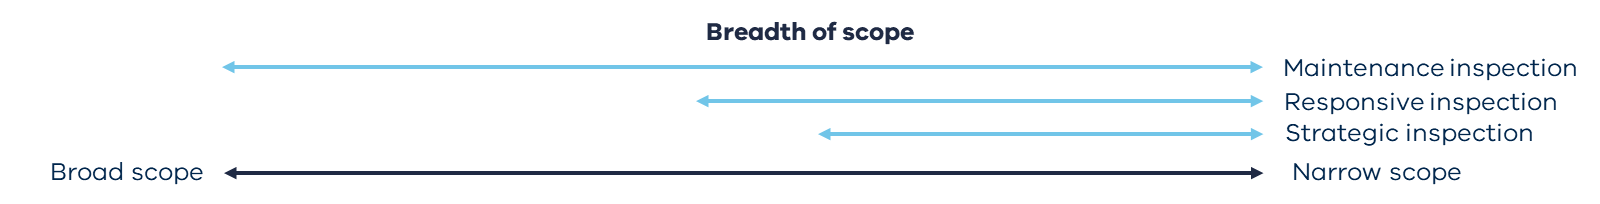 Breadth of scope
Maintenance inspection
Responsive inspection
Strategic inspection
Broad scope
Narrow scope